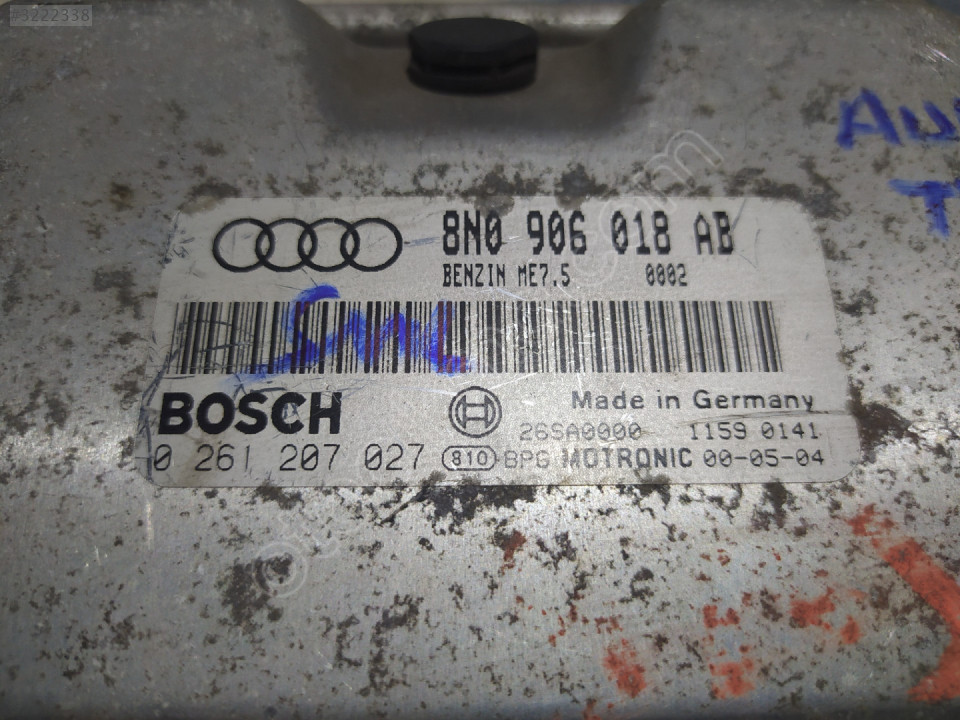 #3222338
8N0 906 018 AB
BENZIN ME7.5 0002
BOSCH
Made in Germany
26SA0000 1159 0141
0 261 207 027 810 BPG MOTRONIC 00-05-04